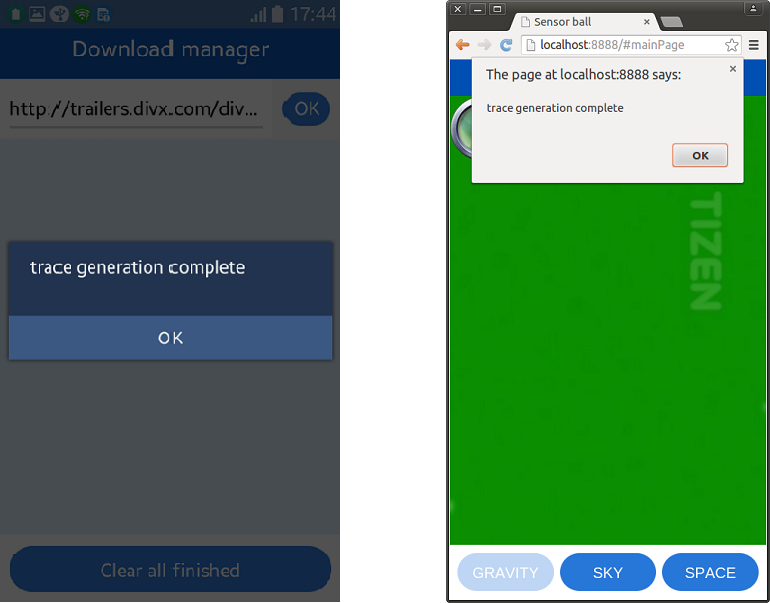 17:44
Download manager
http://trailers.divx.com/div...
OK
trace generation complete
OK
Clear all finished
Sensor ball
localhost:8888/#mainPage
The page at localhost:8888 says:
trace generation complete
OK
TIZEN
GRAVITY SKY SPACE